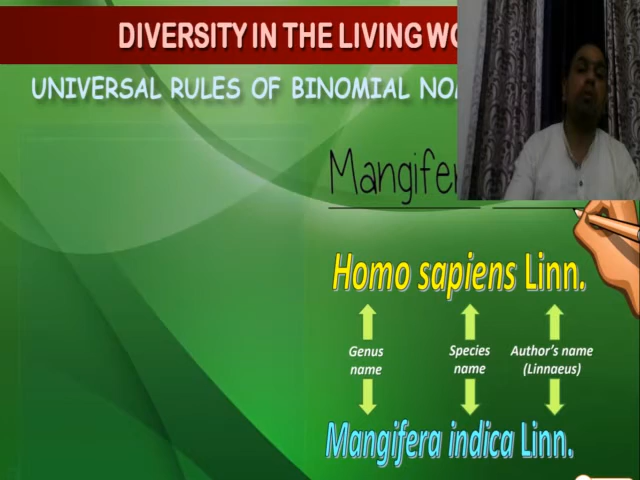 DIVERSITY IN THE LIVING WO
UNIVERSAL RULES OF BINOMIAL NO
Mangifer
Homo sapiens Linn.
Genus name
Species name
Author's name (Linnaeus)
Mangifera indica Linn.